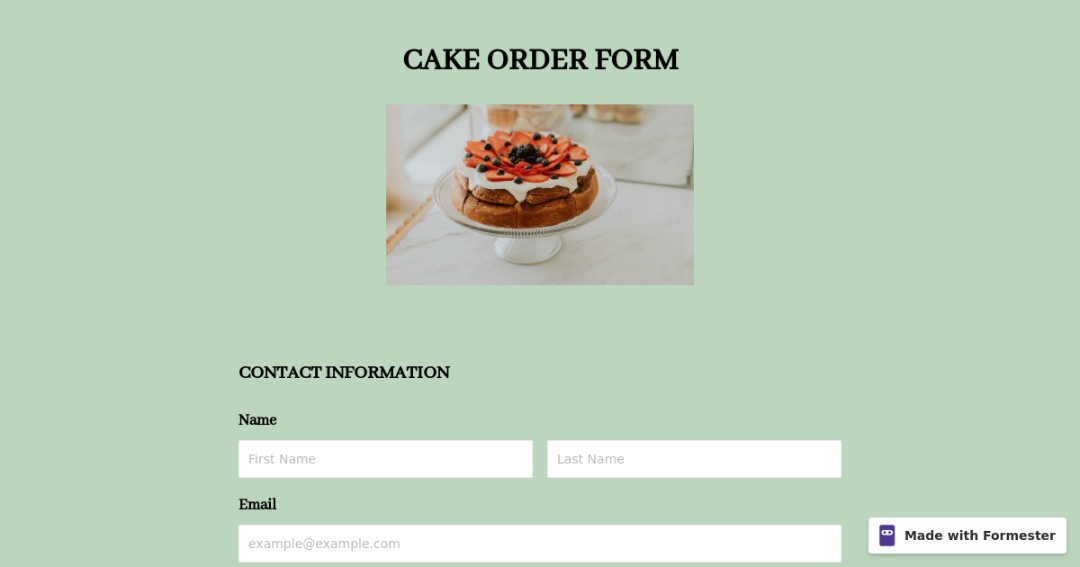 CAKE ORDER FORM
CONTACT INFORMATION
Name
First Name
Last Name
Email
example@example.com
Made with Formester